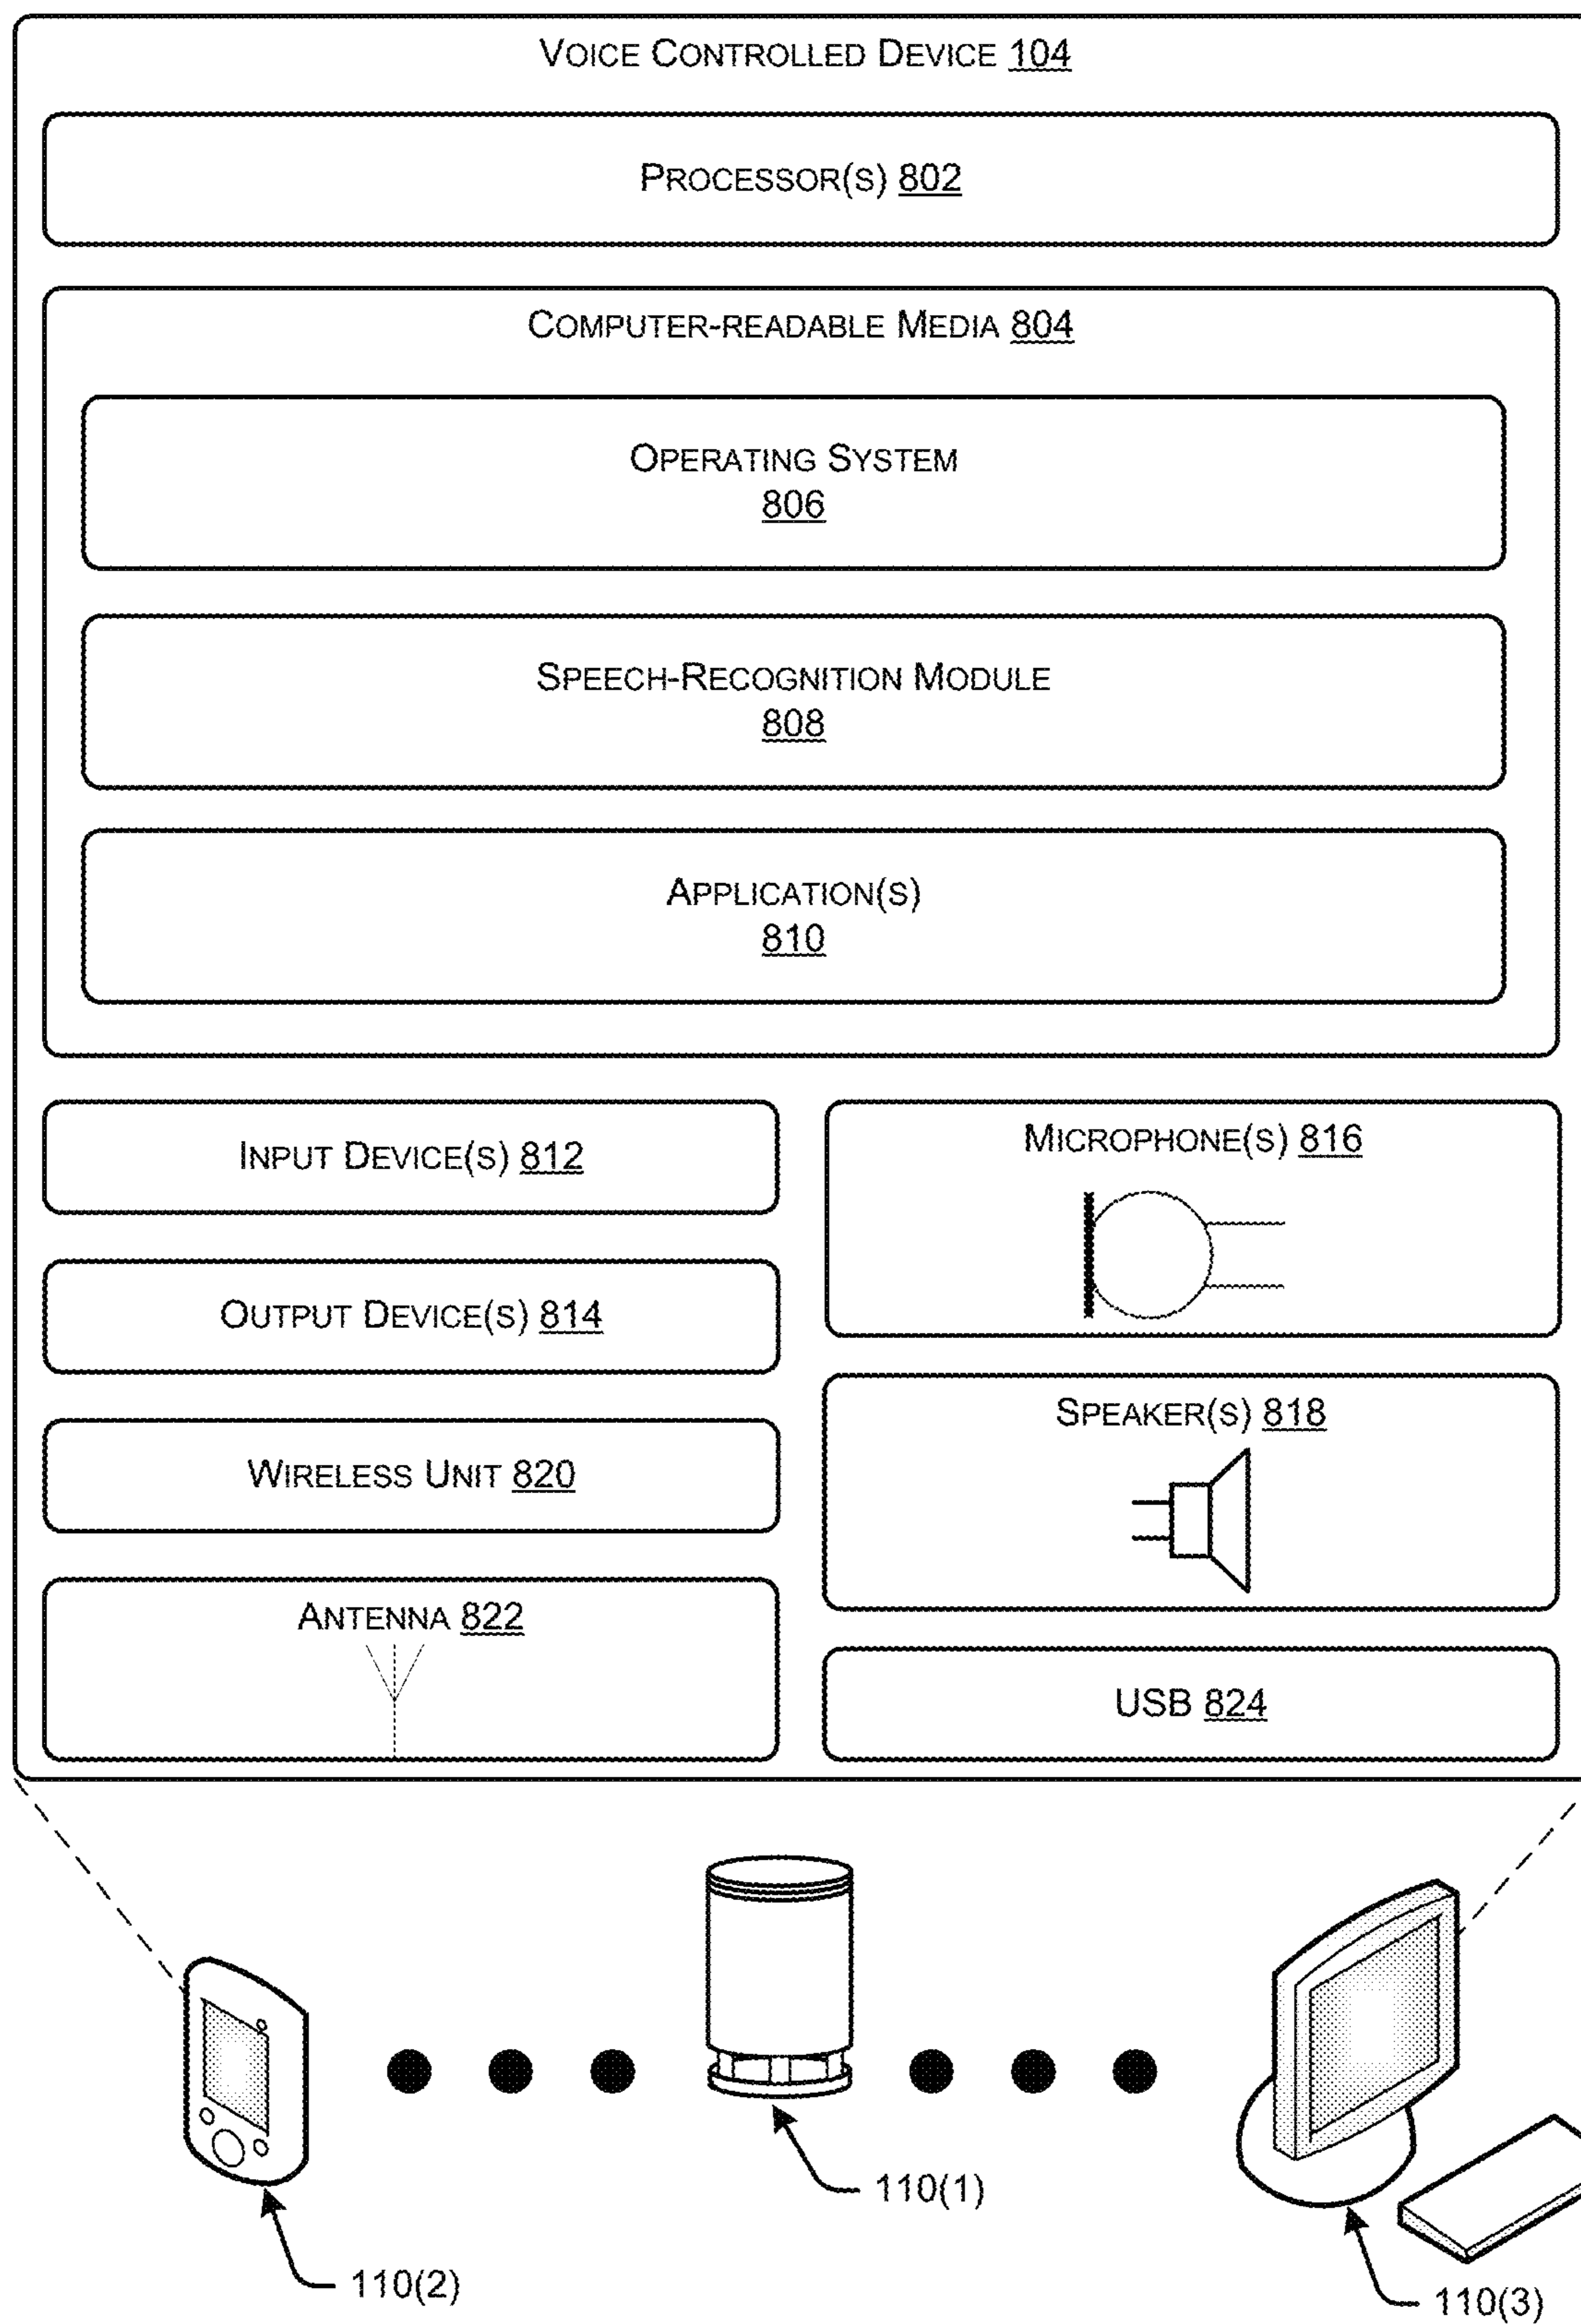 VOICE CONTROLLED DEVICE 104
PROCESSOR(S) 802
COMPUTER-READABLE MEDIA 804
OPERATING SYSTEM
806
SPEECH-RECOGNITION MODULE
808
APPLICATION(S)
810
INPUT DEVICE(S) 812
OUTPUT DEVICE(S) 814
WIRELESS UNIT 820
ANTENNA 822
MICROPHONE(S) 816
SPEAKER(S) 818
USB 824
110(2)
110(1)
110(3)